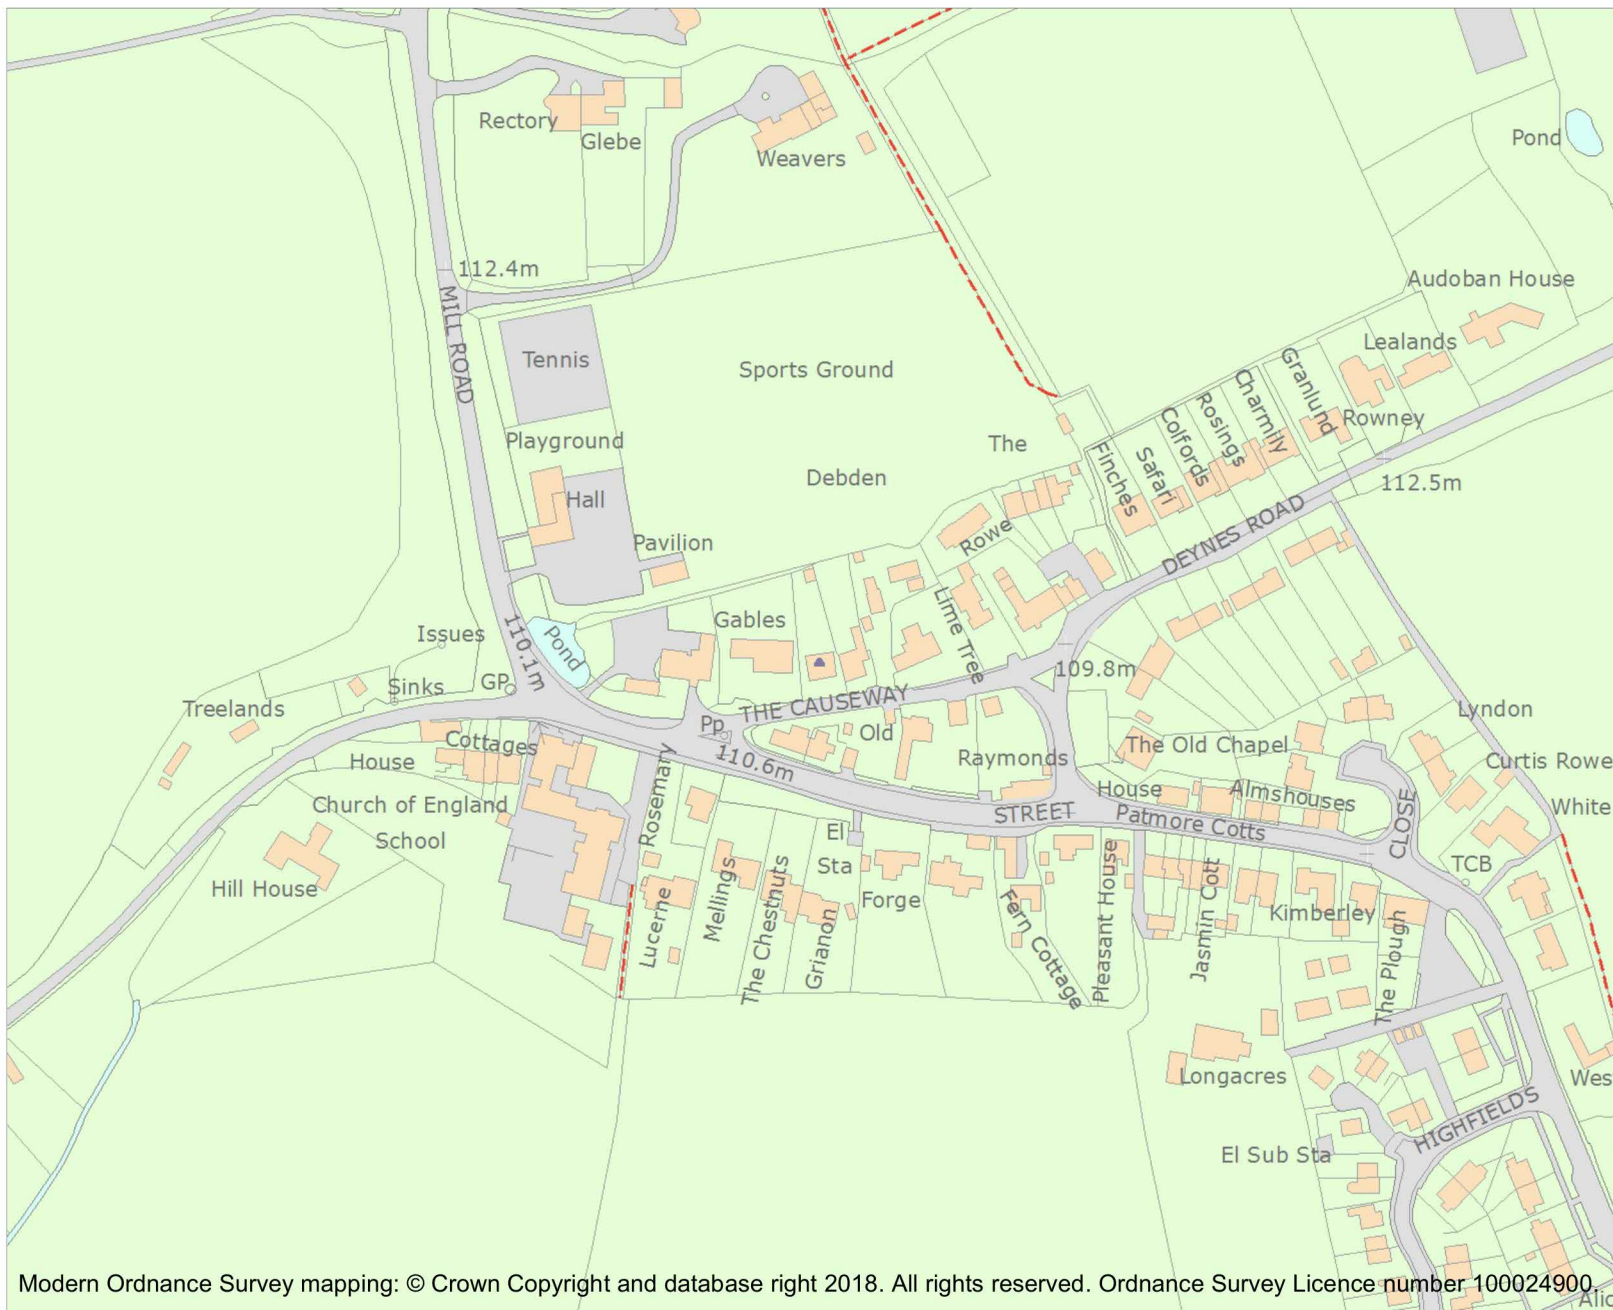 Rectory
Glebe
Weavers
Pond
112.4m
MILL ROAD
Audoban House
Lealands
Tennis
Sports Ground
Granlund
Charmily
Rosings
Colfords
Safari
Finches
Rowney
Playground
The
Debden
112.5m
Hall
Pavilion
Rowe
DEYNES ROAD
Lime Tree
Gables
Issues
Pond
110.1m
109.8m
Sinks
GP
Treelands
THE CAUSEWAY
Pp
Lyndon
Old
Cottages
The Old Chapel
House
Raymonds
110.6m
Curtis Rowe
Rosemary
House
Almshouses
White
Church of England
School
STREET
Patmore Cotts
CLOSE
El
Sta
TCB
Hill House
Lucerne
Mellings
The Chestnuts
Grianon
Forge
Fern Cottage
Pleasant House
Jasmin Cott
Kimberley
The Plough
Longacres
Wes
HIGHFIELDS
El Sub Sta
Modern Ordnance Survey mapping: © Crown Copyright and database right 2018. All rights reserved. Ordnance Survey Licence number 100024900
Alic